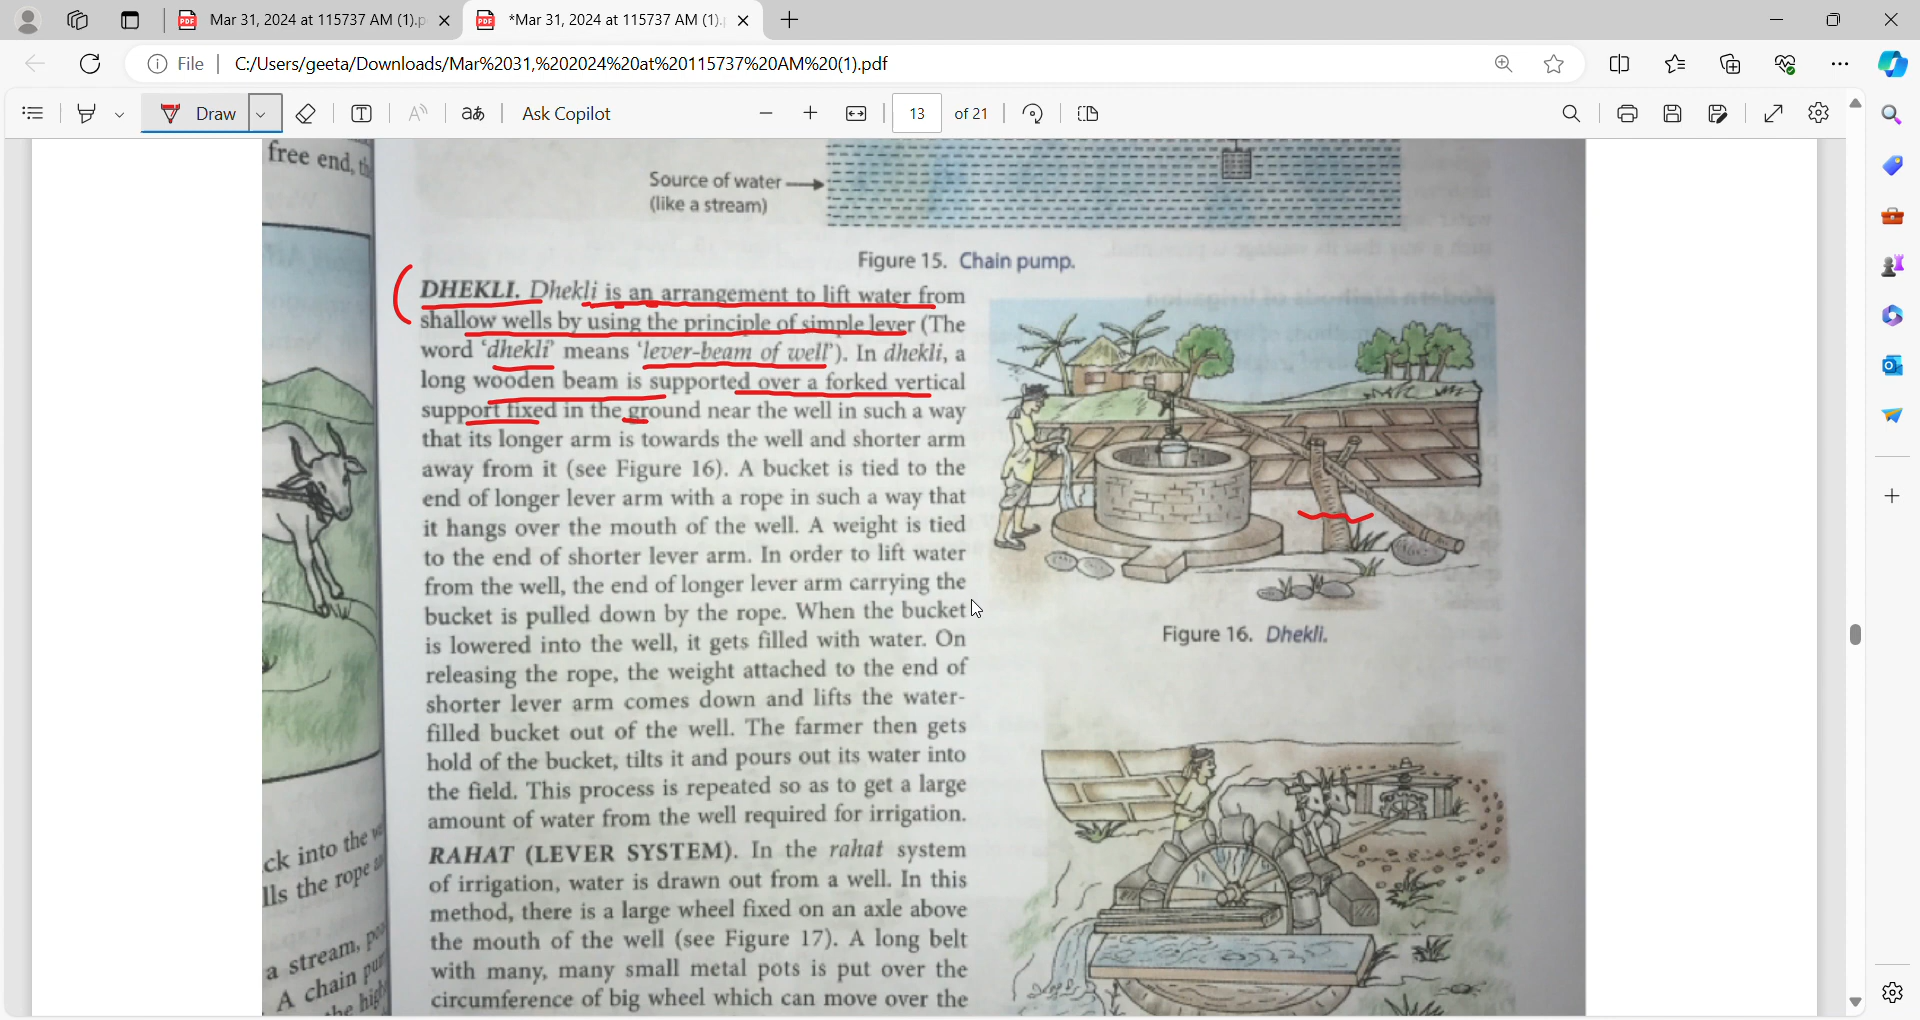 Mar 31, 2024 at 115737 AM (1).p
*Mar 31, 2024 at 115737 AM (1).
File
C:/Users/geeta/Downloads/Mar%2031,%202024%20at%20115737%20AM%20(1).pdf
Draw
Ask Copilot
13
of 21
free end, th
Source of water
(like a stream)
Figure 15. Chain pump.
DHEKLI. Dhekli is an arrangement to lift water from
shallow wells by using the principle of simple lever (The
word ‘dhekli’ means ‘lever-beam of well’). In dhekli, a
long wooden beam is supported over a forked vertical
support fixed in the ground near the well in such a way
that its longer arm is towards the well and shorter arm
away from it (see Figure 16). A bucket is tied to the
end of longer lever arm with a rope in such a way that
it hangs over the mouth of the well. A weight is tied
to the end of shorter lever arm. In order to lift water
from the well, the end of longer lever arm carrying the
bucket is pulled down by the rope. When the bucket
is lowered into the well, it gets filled with water. On
releasing the rope, the weight attached to the end of
shorter lever arm comes down and lifts the water-
filled bucket out of the well. The farmer then gets
hold of the bucket, tilts it and pours out its water into
the field. This process is repeated so as to get a large
amount of water from the well required for irrigation.
Figure 16. Dhekli.
RAHAT (LEVER SYSTEM). In the rahat system
of irrigation, water is drawn out from a well. In this
method, there is a large wheel fixed on an axle above
the mouth of the well (see Figure 17). A long belt
with many, many small metal pots is put over the
circumference of big wheel which can move over the
ck into the
lls the rope
a stream,
A chain
the high